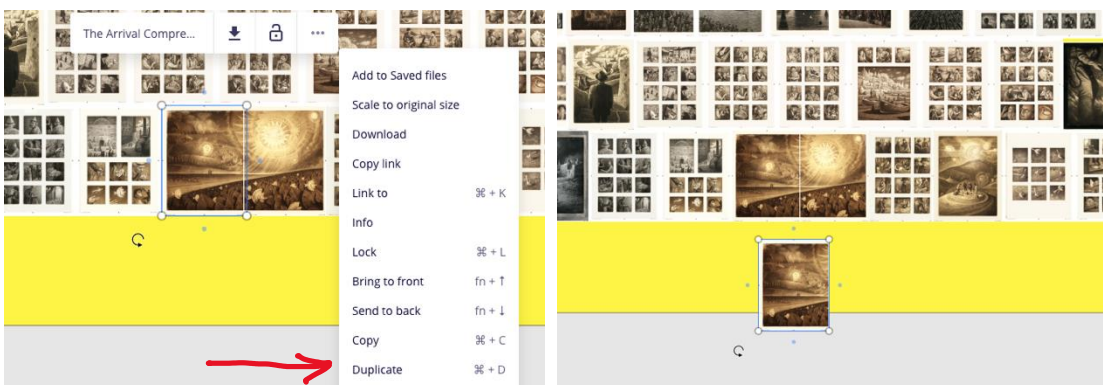 The Arrival Compre...
Add to Saved files
Scale to original size
Download
Copy link
Link to ⌘ + K
Info
Lock ⌘ + L
Bring to front fn + ↑
Send to back fn + ↓
Copy ⌘ + C
Duplicate ⌘ + D